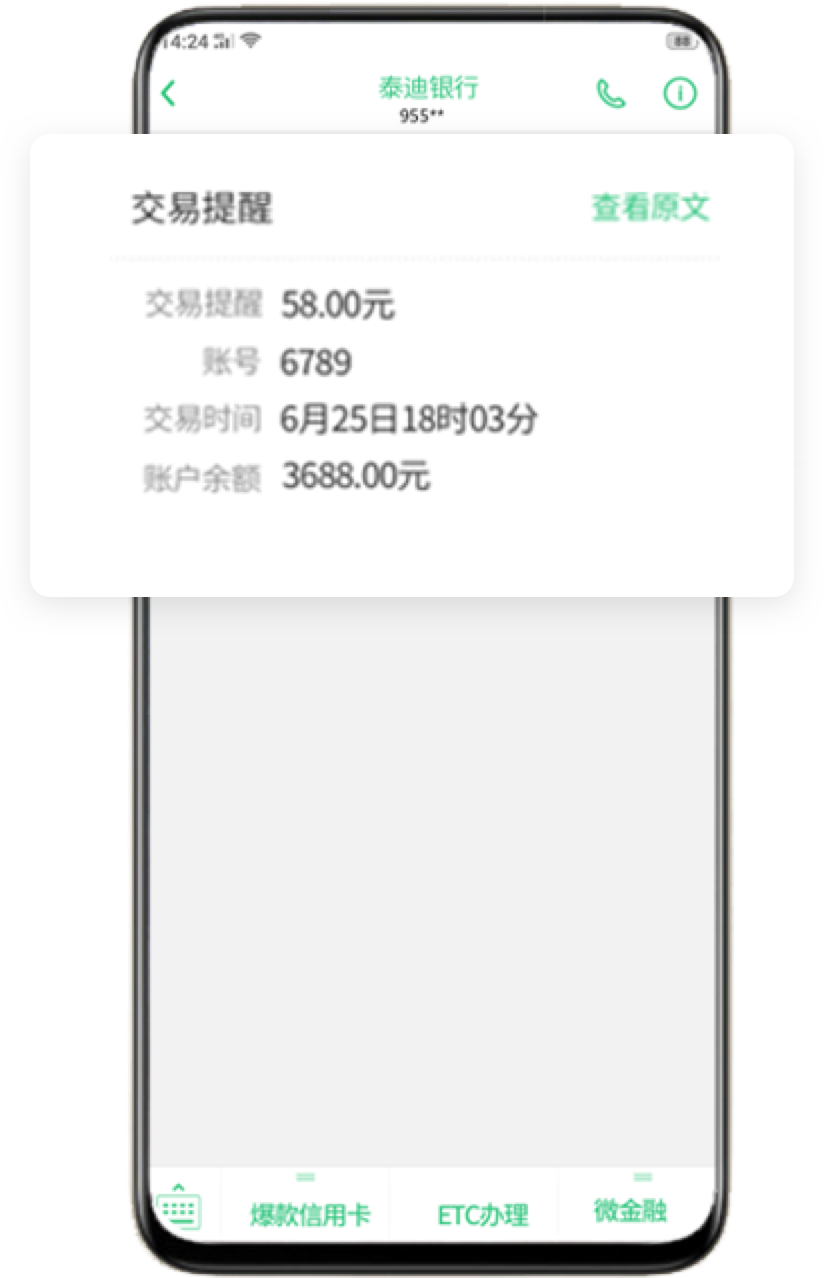 14:24
88
泰迪银行
955**
交易提醒 查看原文
交易提醒 58.00元
账号 6789
交易时间 6月25日18时03分
账户余额 3688.00元
爆款信用卡 ETC办理 微金融